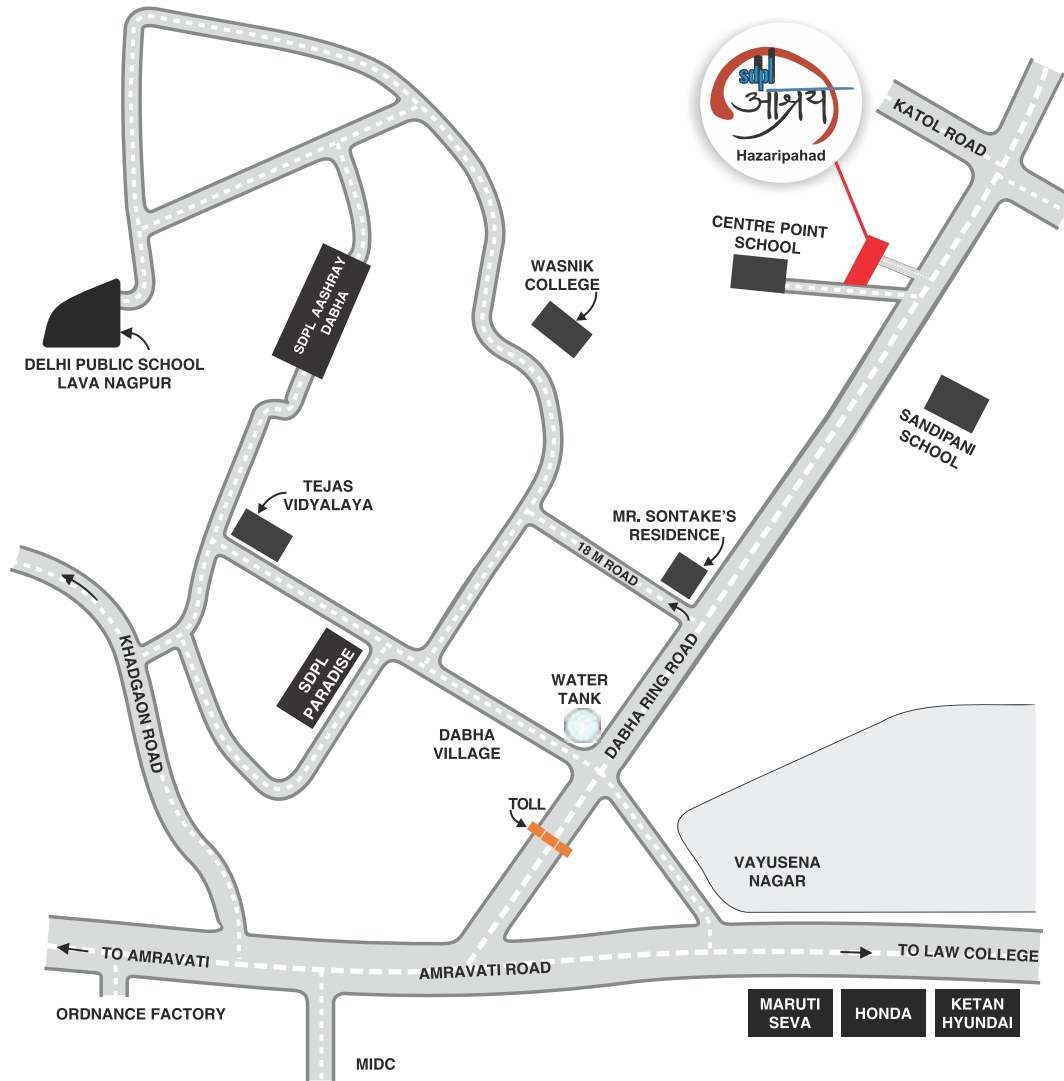 sdpl
आश्रय
Hazaripahad
KATOL ROAD
CENTRE POINT
SCHOOL
WASNIK
COLLEGE
SDPL AASHRAY
DABHA
DELHI PUBLIC SCHOOL
LAVA NAGPUR
SANDIPANI
SCHOOL
TEJAS
VIDYALAYA
MR. SONTAKE'S
RESIDENCE
18 M ROAD
KHADGAON ROAD
SDPL
PARADISE
WATER
TANK
DABHA RING ROAD
DABHA
VILLAGE
TOLL
VAYUSENA
NAGAR
TO AMRAVATI
AMRAVATI ROAD
TO LAW COLLEGE
ORDNANCE FACTORY
MARUTI
SEVA
HONDA
KETAN
HYUNDAI
MIDC